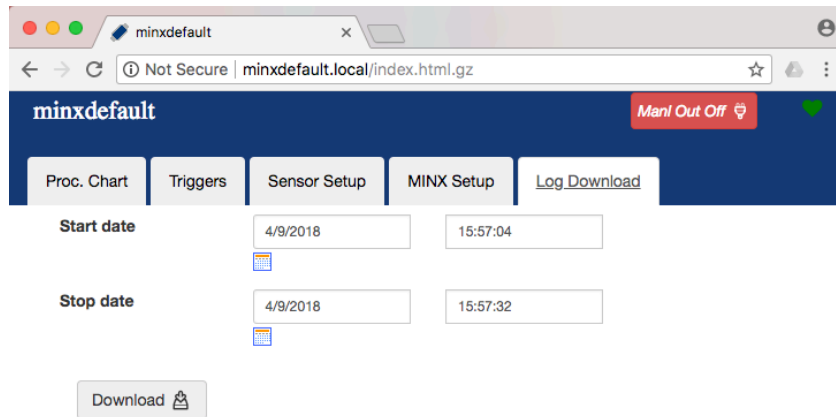 minxdefault
Not Secure | minxdefault.local/index.html.gz
minxdefault
Manl Out Off
Proc. Chart
Triggers
Sensor Setup
MINX Setup
Log Download
Start date
4/9/2018
15:57:04
Stop date
4/9/2018
15:57:32
Download